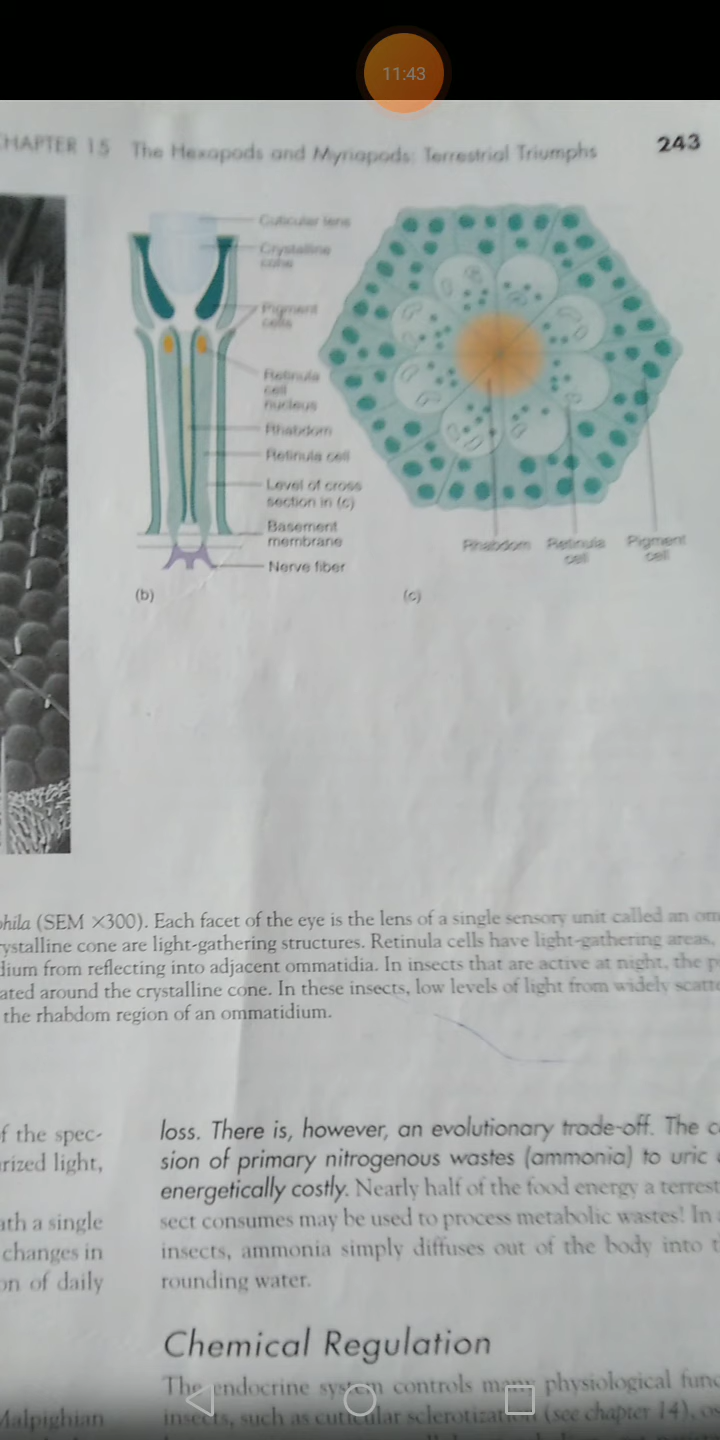 11:43
CHAPTER 15 The Hexapods and Myriapods: Terrestrial Triumphs 243
Cuticular lens
Crystalline
cone
Pigment
cells
Retinula
cell
nucleus
Rhabdom
Retinula cell
Level of cross
section in (c)
Basement
membrane
Nerve fiber
(b)
Rhabdom
Retinula
cell
Pigment
cell
(c)
phila (SEM ×300). Each facet of the eye is the lens of a single sensory unit called an om
rystalline cone are light-gathering structures. Retinula cells have light-gathering areas,
dium from reflecting into adjacent ommatidia. In insects that are active at night, the p
ated around the crystalline cone. In these insects, low levels of light from widely scatte
the rhabdom region of an ommatidium.
f the spec-
rized light,
ath a single
changes in
on of daily
Malpighian
loss. There is, however, an evolutionary trade-off. The c
sion of primary nitrogenous wastes (ammonia) to uric
energetically costly. Nearly half of the food energy a terrest
sect consumes may be used to process metabolic wastes! In
insects, ammonia simply diffuses out of the body into t
rounding water.
Chemical Regulation
The endocrine system controls many physiological func
insects, such as cuticular sclerotization (see chapter 14), os